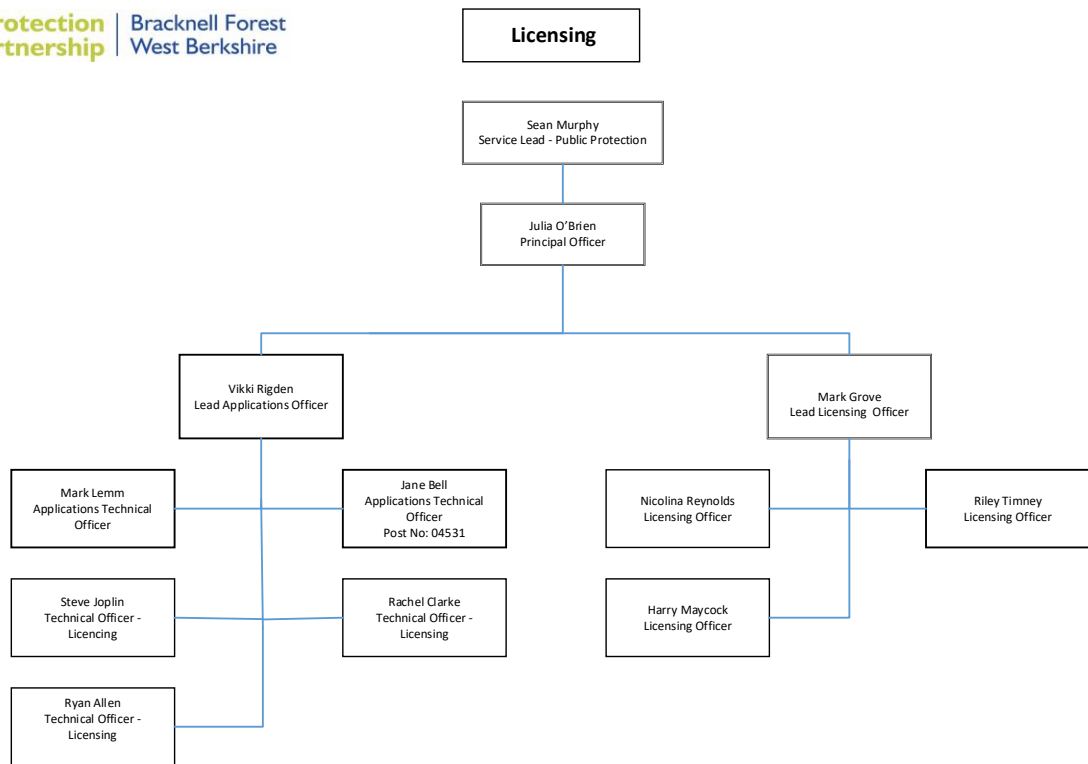 Bracknell Forest
West Berkshire
Licensing
Sean Murphy
Service Lead - Public Protection
Julia O'Brien
Principal Officer
Vikki Rigden
Lead Applications Officer
Mark Grove
Lead Licensing Officer
Mark Lemm
Applications Technical
Officer
Jane Bell
Applications Technical
Officer
Post No: 04531
Nicolina Reynolds
Licensing Officer
Riley Timney
Licensing Officer
Steve Joplin
Technical Officer -
Licencing
Rachel Clarke
Technical Officer -
Licensing
Harry Maycock
Licensing Officer
Ryan Allen
Technical Officer -
Licensing